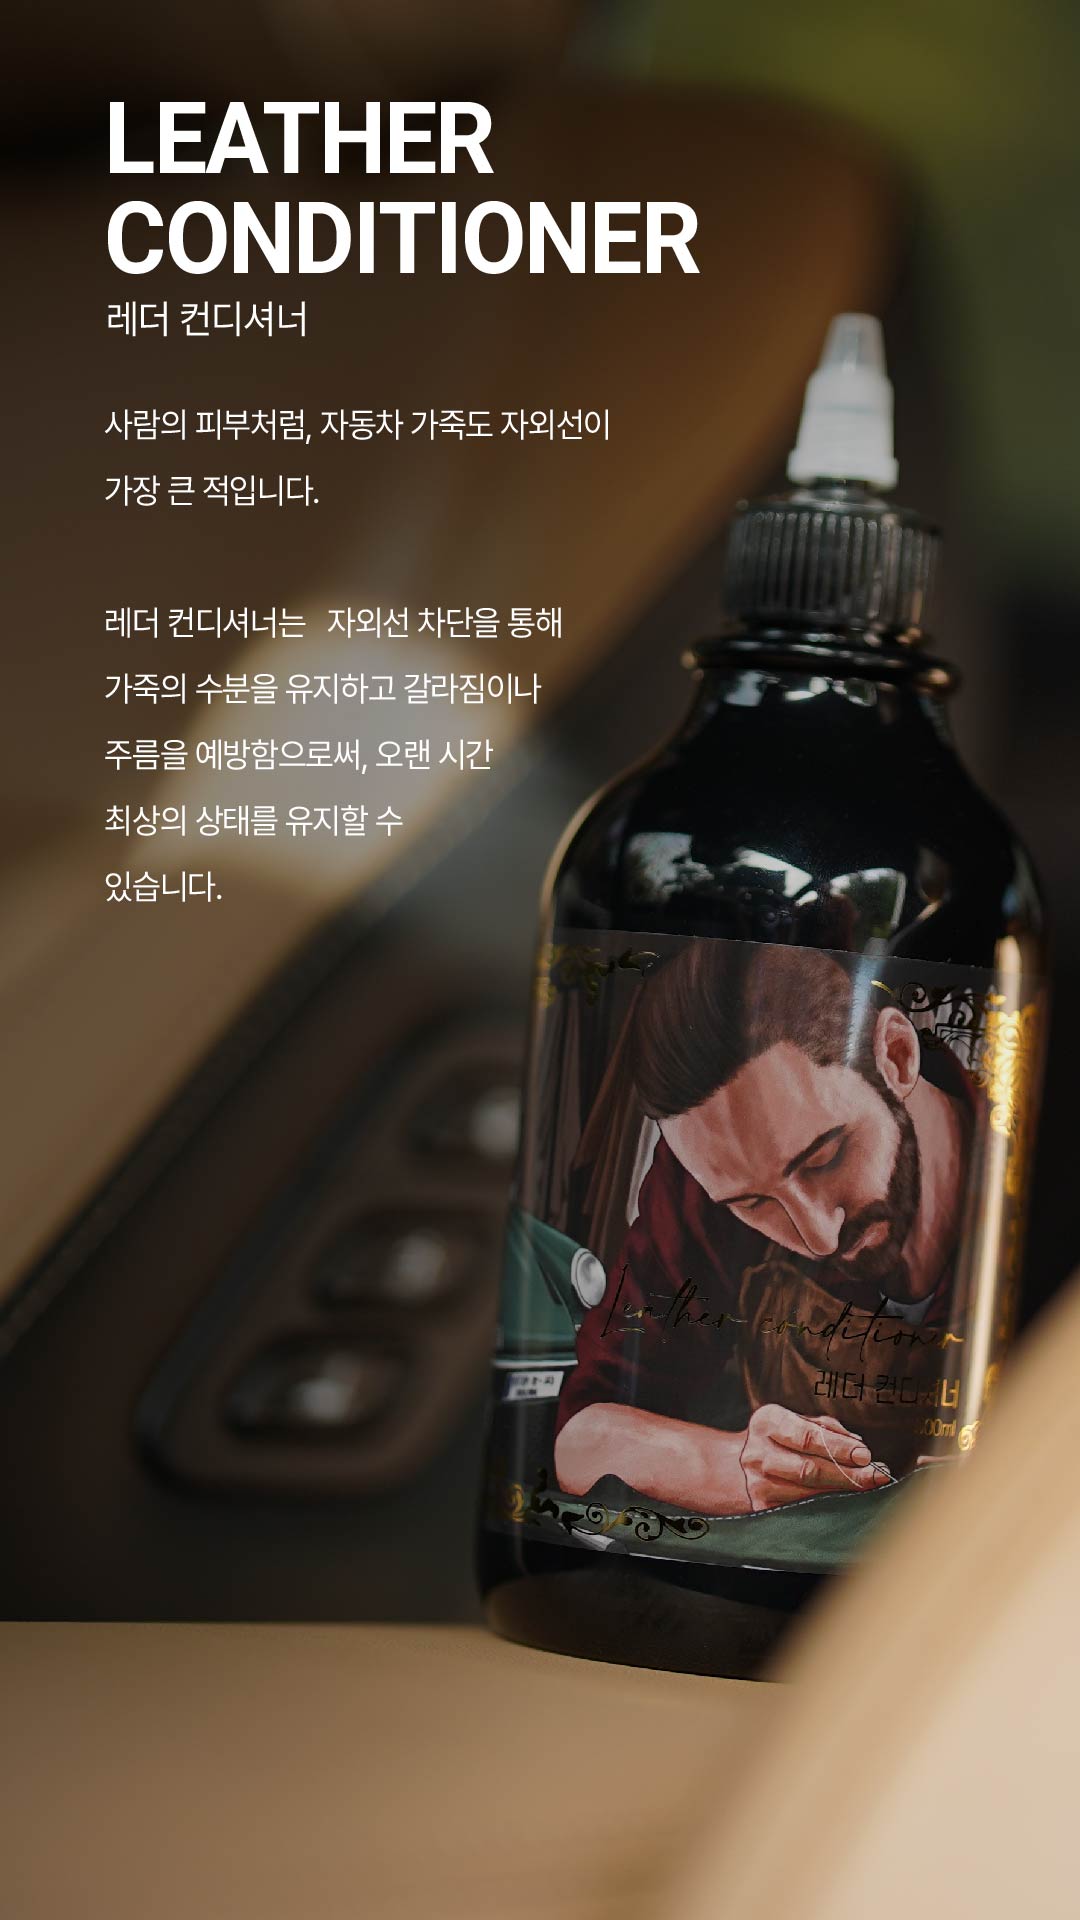 LEATHER
CONDITIONER
레더 컨디셔너
사람의 피부처럼, 자동차 가죽도 자외선이
가장 큰 적입니다.
레더 컨디셔너는 자외선 차단을 통해
가죽의 수분을 유지하고 갈라짐이나
주름을 예방함으로써, 오랜 시간
최상의 상태를 유지할 수
있습니다.
Leather conditioner
레더 컨디셔너